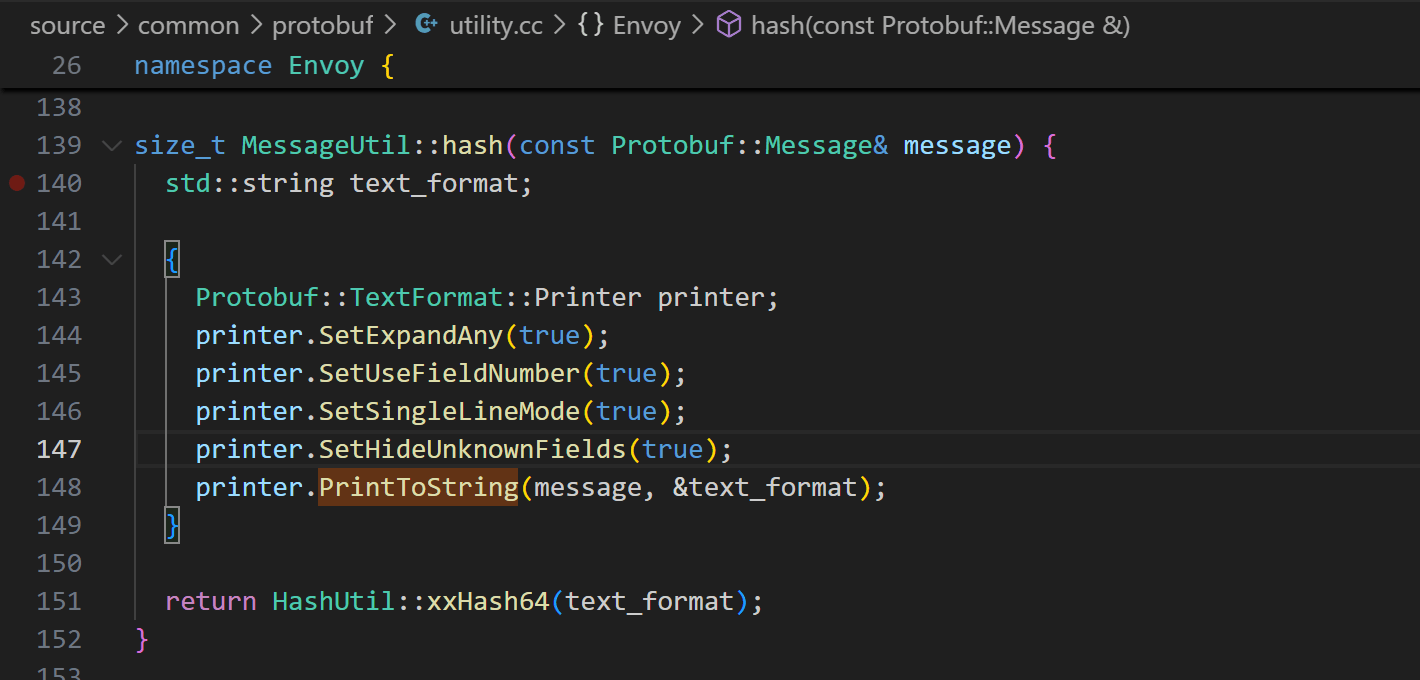 source > common > protobuf > utility.cc > {} Envoy > hash(const Protobuf::Message &)
26 namespace Envoy {
138
139 size_t MessageUtil::hash(const Protobuf::Message& message) {
140 std::string text_format;
141
142 {
143 Protobuf::TextFormat::Printer printer;
144 printer.SetExpandAny(true);
145 printer.SetUseFieldNumber(true);
146 printer.SetSingleLineMode(true);
147 printer.SetHideUnknownFields(true);
148 printer.PrintToString(message, &text_format);
149 }
150
151 return HashUtil::xxHash64(text_format);
152 }
153